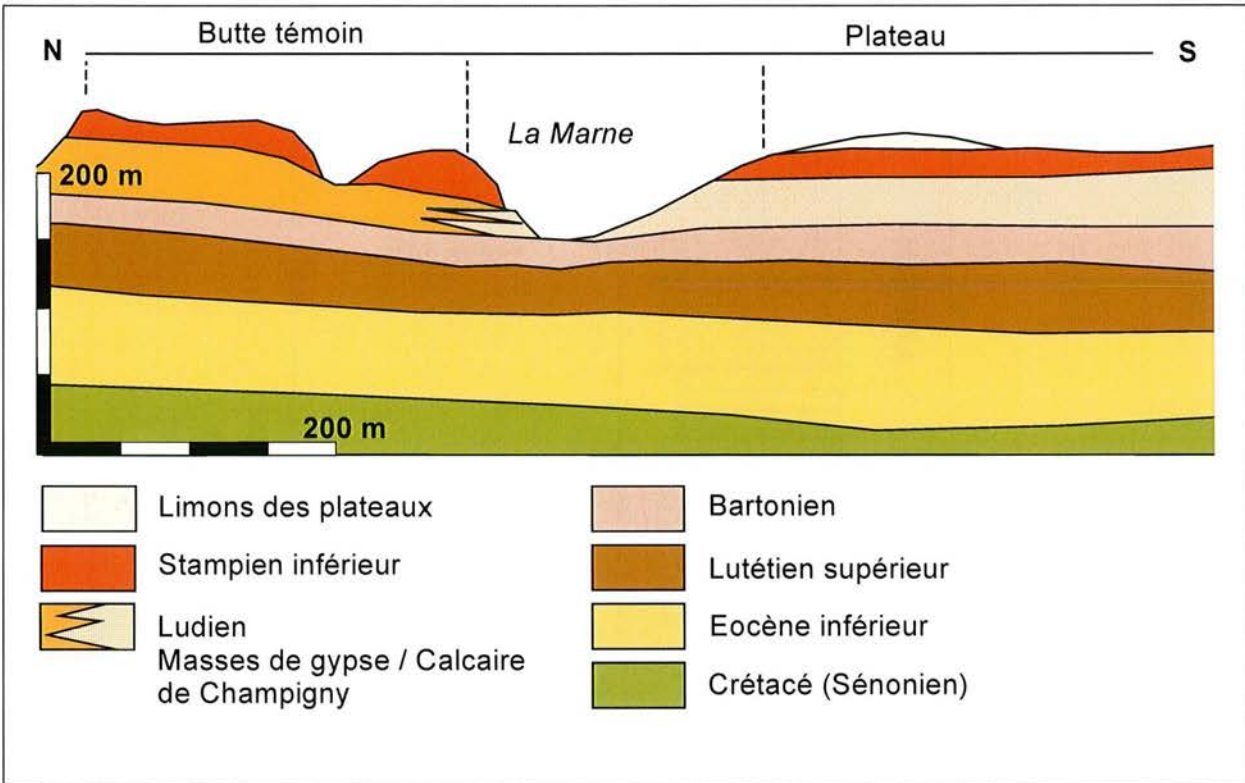 Butte témoin
Plateau
N
S
La Marne
200 m
200 m
Limons des plateaux
Stampien inférieur
Ludien
Masses de gypse / Calcaire
de Champigny
Bartonien
Lutétien supérieur
Eocène inférieur
Crétacé (Sénonien)